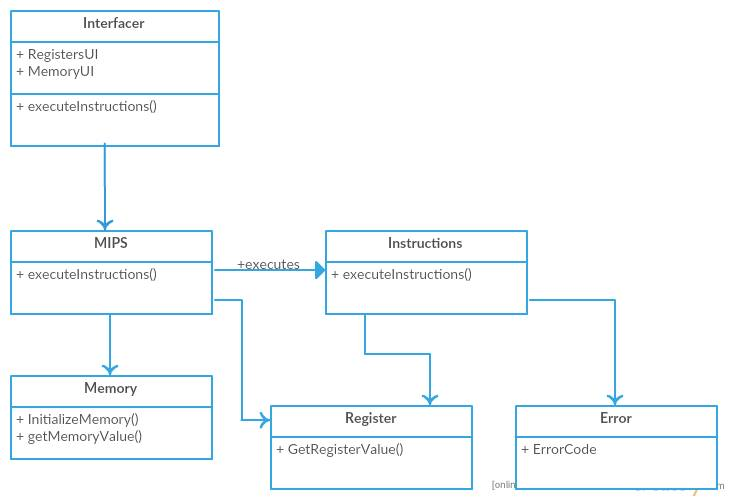 Interfacer
+ RegistersUI
+ MemoryUI
+ executeInstructions()
MIPS
+ executeInstructions()
+executes
Instructions
+ executeInstructions()
Memory
+ InitializeMemory()
+ getMemoryValue()
Register
+ GetRegisterValue()
Error
+ ErrorCode